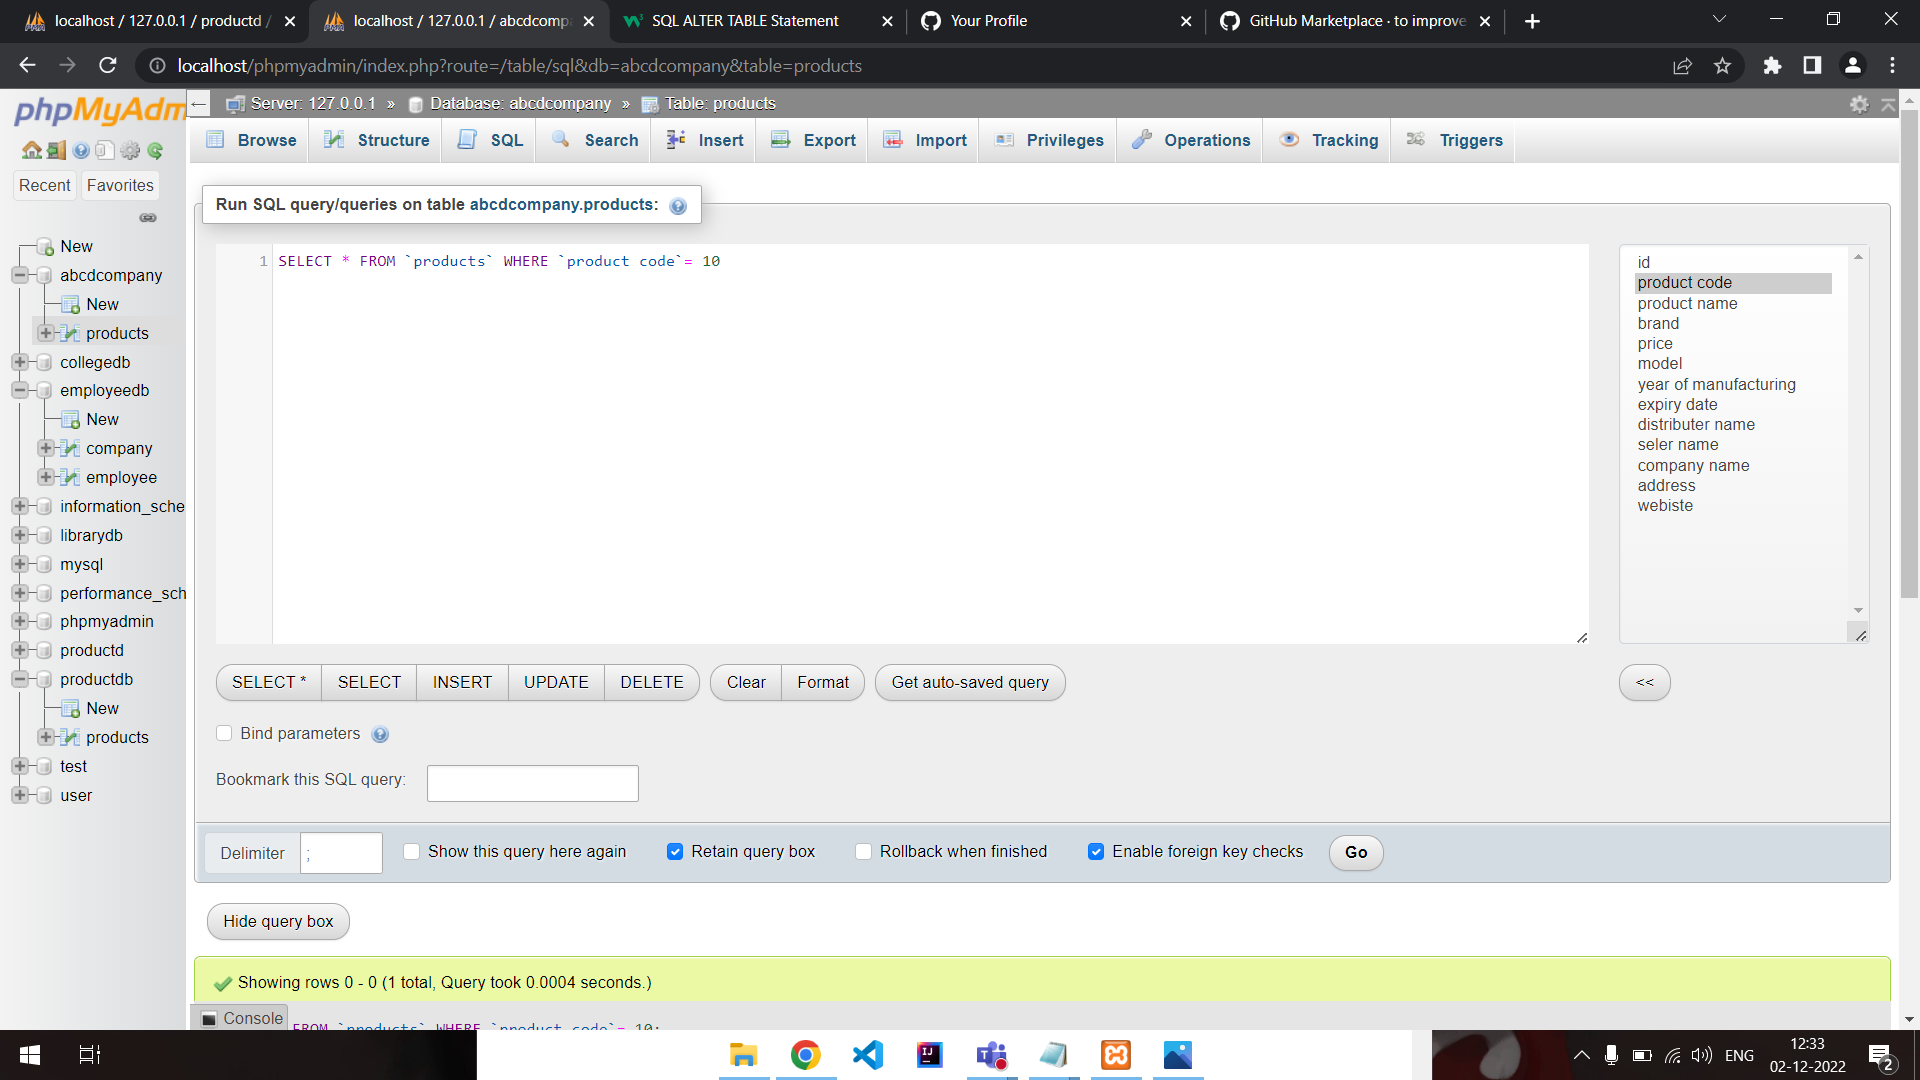 localhost / 127.0.0.1 / productd /
localhost / 127.0.0.1 / abcdcompa
SQL ALTER TABLE Statement
Your Profile
GitHub Marketplace · to improve
localhost/phpmyadmin/index.php?route=/table/sql&db=abcdcompany&table=products
phpMyAdm
Server: 127.0.0.1 » Database: abcdcompany » Table: products
Browse Structure SQL Search Insert Export Import Privileges Operations Tracking Triggers
Recent Favorites
New
abcdcompany
New
products
collegedb
employeedb
New
company
employee
information_sche
librarydb
mysql
performance_sch
phpmyadmin
productd
productdb
New
products
test
user
Run SQL query/queries on table abcdcompany.products:
1 SELECT * FROM `products` WHERE `product code`= 10
id
product code
product name
brand
price
model
year of manufacturing
expiry date
distributer name
seler name
company name
address
webiste
SELECT * SELECT INSERT UPDATE DELETE Clear Format Get auto-saved query <<
Bind parameters
Bookmark this SQL query:
Delimiter ; Show this query here again Retain query box Rollback when finished Enable foreign key checks Go
Hide query box
Showing rows 0 - 0 (1 total, Query took 0.0004 seconds.)
Console
FROM `products` WHERE `product code`= 10;
ENG
12:33
02-12-2022
2